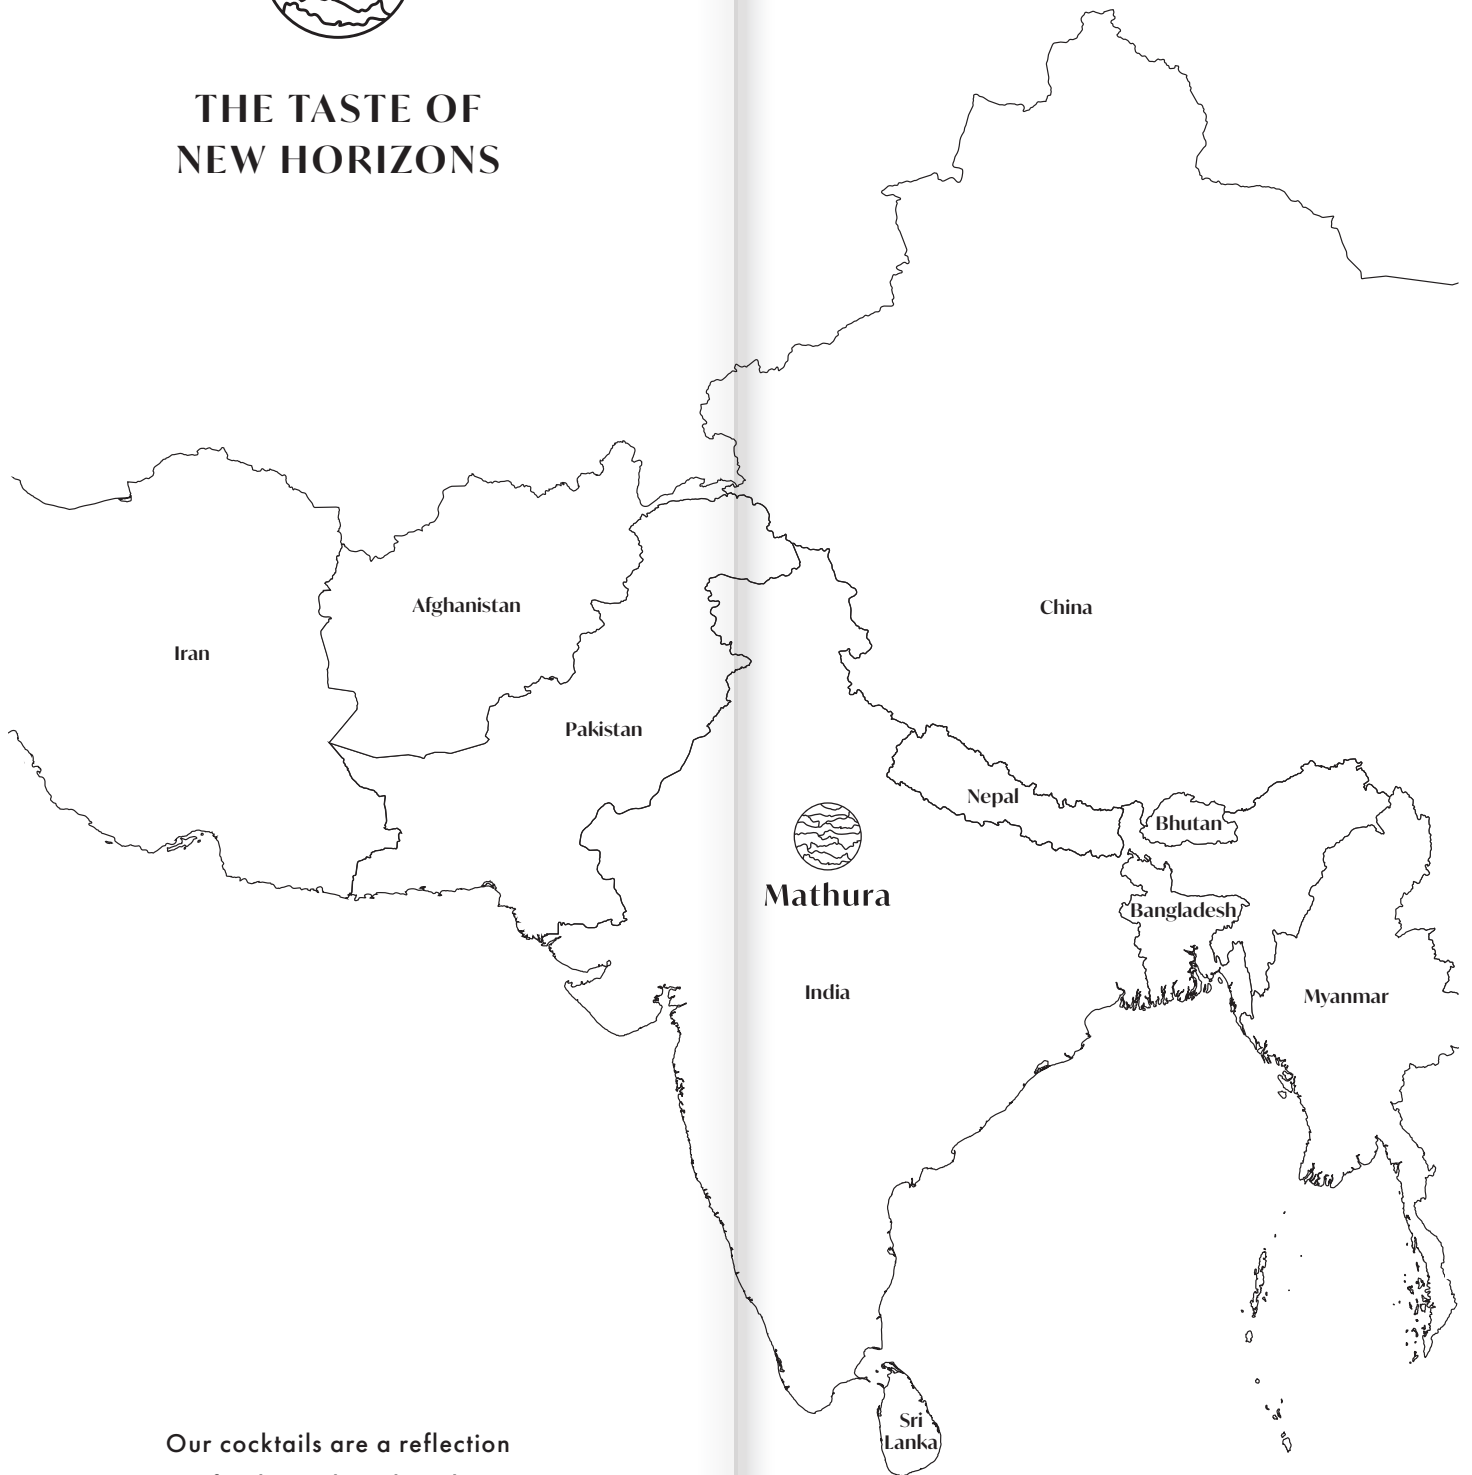 THE TASTE OF
NEW HORIZONS
China
Afghanistan
Iran
Pakistan
Nepal
Bhutan
Mathura
Bangladesh
India
Myanmar
Sri
Lanka
Our cocktails are a reflection